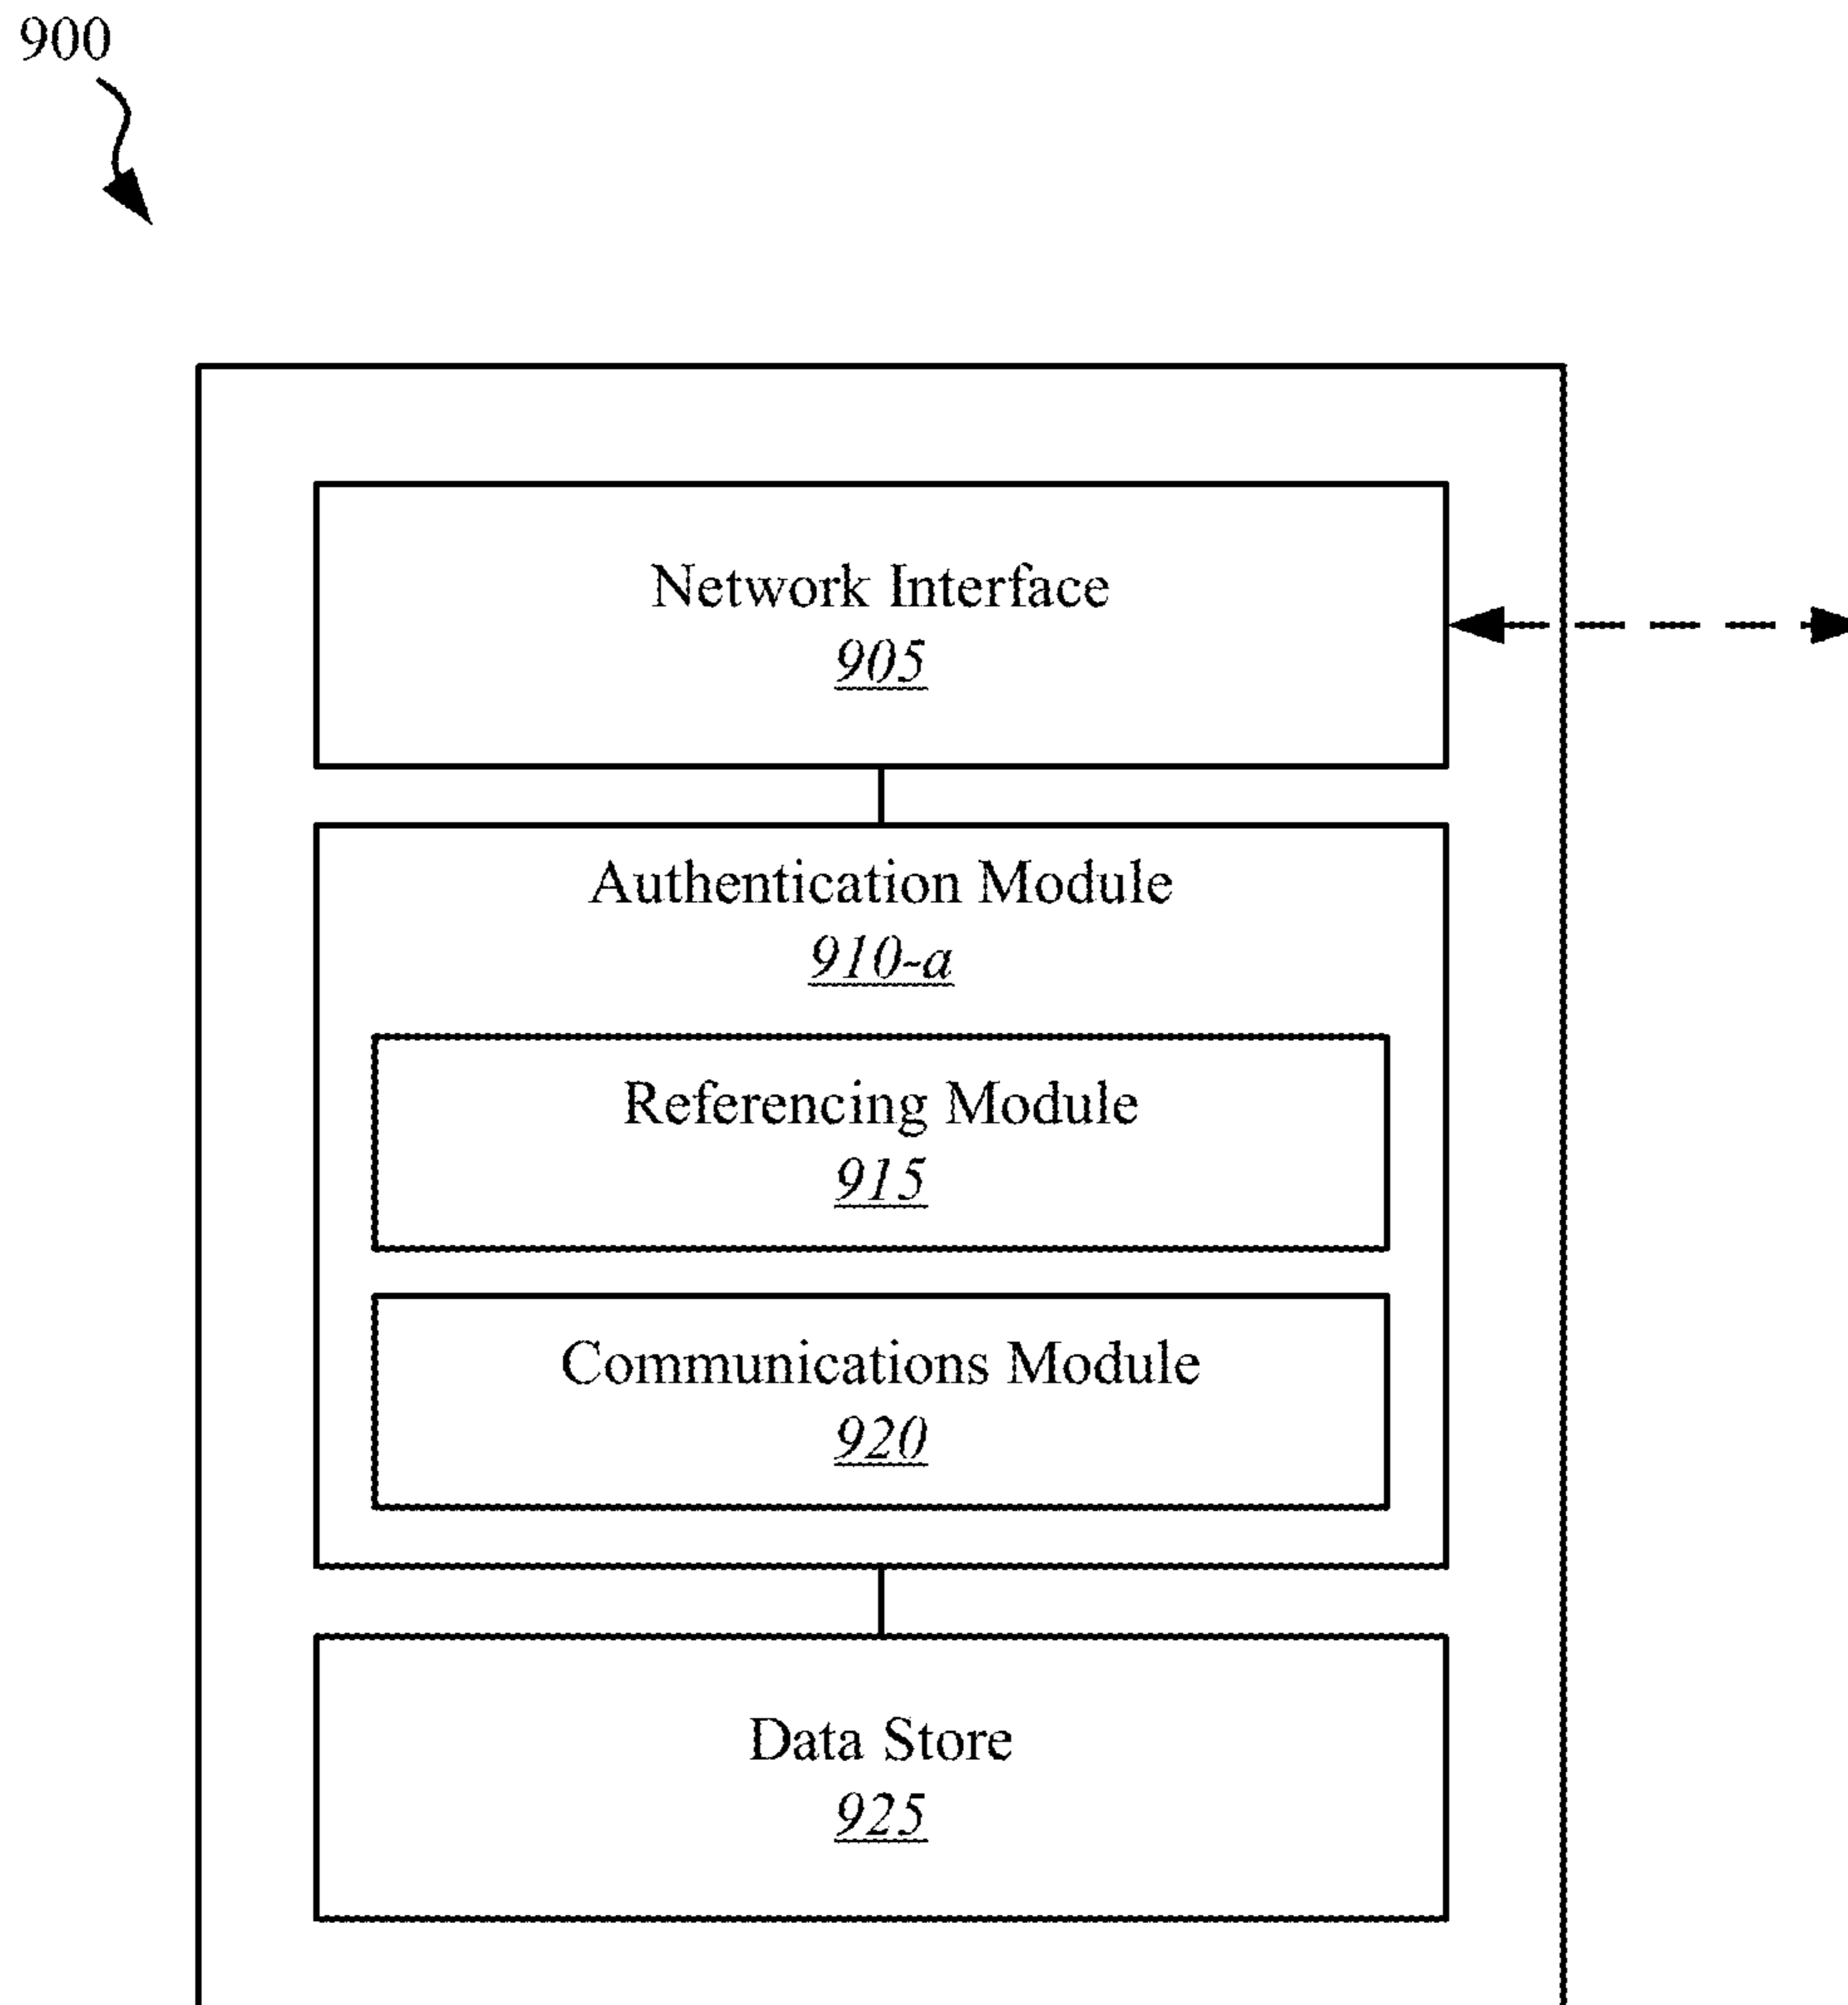 900
Network Interface
905
Authentication Module
910-a
Referencing Module
915
Communications Module
920
Data Store
925